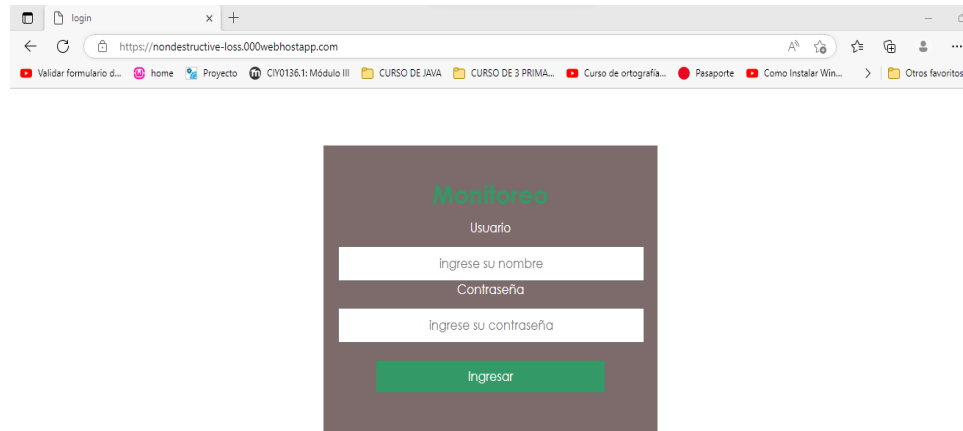 login
https://nondestructive-loss.000webhostapp.com
Validar formulario d... home Proyecto CIY0136.1: Módulo III CURSO DE JAVA CURSO DE 3 PRIMA... Curso de ortografía... Pasaporte Como Instalar Win... Otros favoritos
Monitoreo
Usuario
ingrese su nombre
Contraseña
ingrese su contraseña
Ingresar